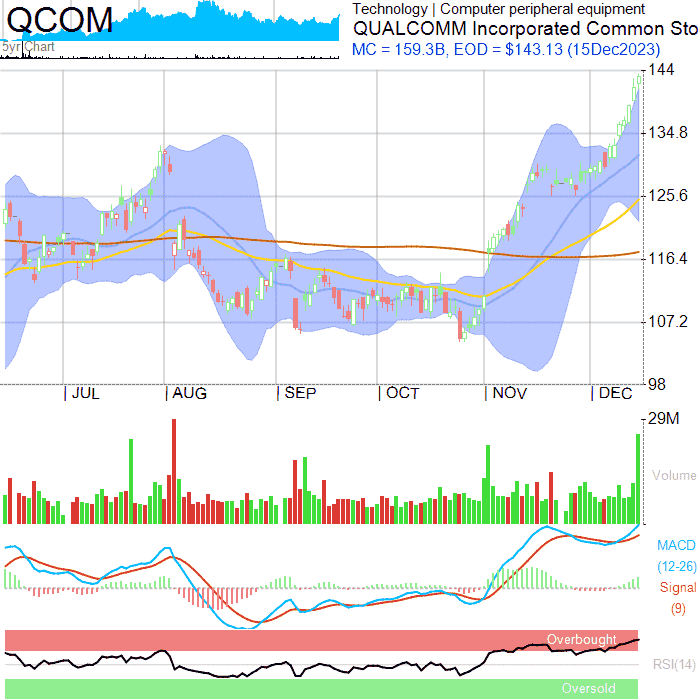 QCOM
5yr Chart
Technology | Computer peripheral equipment
QUALCOMM Incorporated Common Sto
MC = 159.3B, EOD = $143.13 (15Dec2023)
144
134.8
125.6
116.4
107.2
98
| JUL | AUG | SEP | OCT | NOV | DEC
29M
Volume
MACD
(12-26)
Signal
(9)
Overbought
RSI(14)
Oversold